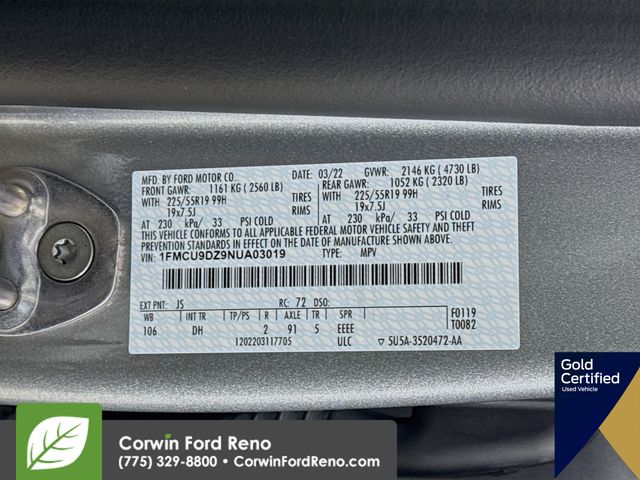 MFD. BY FORD MOTOR CO.
03/22 GVWR: 2146 KG ( 4730 LB)
FRONT GAWR: 1161 KG ( 2560 LB)
REAR GAWR: 1052 KG ( 2320 LB)
WITH 225/55R19 99H TIRES
WITH 225/55R19 99H TIRES
19x7.5J RIMS
19x7.5J RIMS
AT 230 kPa/ 33 PSI COLD
AT 230 kPa/ 33 PSI COLD
THIS VEHICLE CONFORMS TO ALL APPLICABLE FEDERAL MOTOR VEHICLE SAFETY, BUMPER, AND
THEFT PREVENTION STANDARDS IN EFFECT ON THE DATE OF MANUFACTURE SHOWN ABOVE.
VIN: 1FMCU9DZ9NUA03019 TYPE: MPV
EXT PNT: JS RC: 72 DSO:
WB INT TR TP/PS R AXLE TR SPR F0119
106 DH 2 91 5 EEEE T0082
1202203117705 ULC ▽ 5U5A-3520472-AA
Gold
Certified
Used Vehicle
Corwin Ford Reno
(775) 329-8800 • CorwinFordReno.com